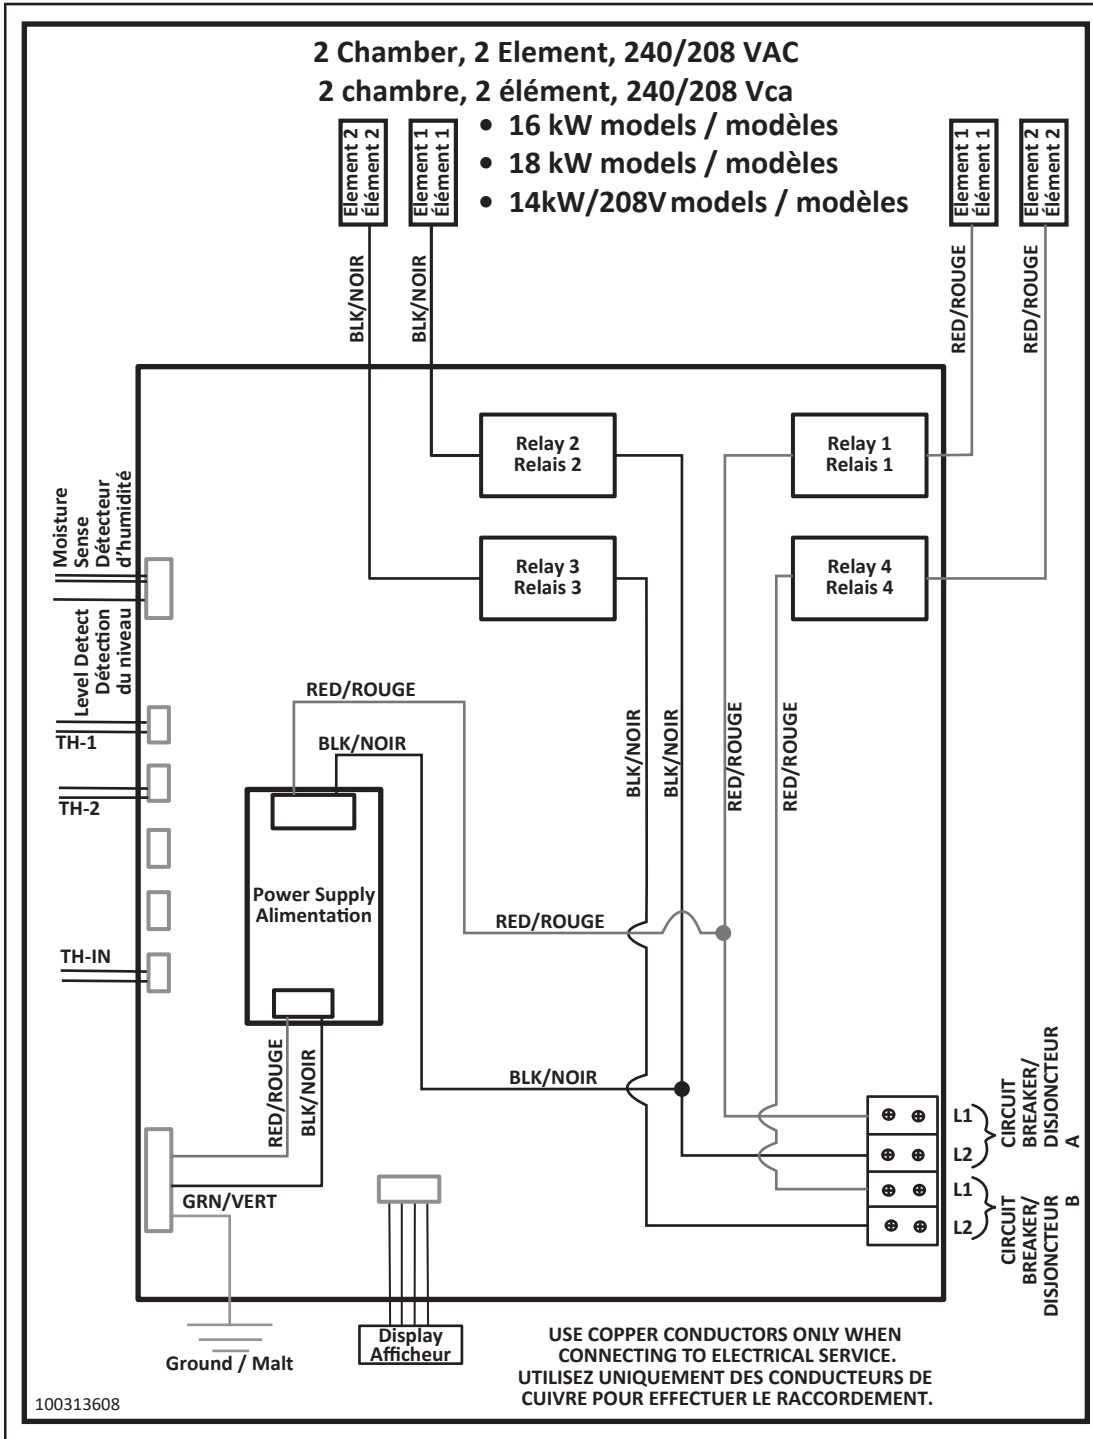 2 Chamber, 2 Element, 240/208 VAC
2 chambre, 2 élément, 240/208 Vca
• 16 kW models / modèles
• 18 kW models / modèles
• 14kW/208V models / modèles
Element 2
Élément 2
Element 1
Élément 1
Element 1
Élément 1
Element 2
Élément 2
BLK/NOIR
BLK/NOIR
RED/ROUGE
RED/ROUGE
Relay 2
Relais 2
Relay 1
Relais 1
Relay 3
Relais 3
Relay 4
Relais 4
Moisture
Sense
Détecteur
d'humidité
Level Detect
Détection
du niveau
TH-1
TH-2
TH-IN
RED/ROUGE
BLK/NOIR
BLK/NOIR
BLK/NOIR
RED/ROUGE
RED/ROUGE
Power Supply
Alimentation
RED/ROUGE
RED/ROUGE
BLK/NOIR
BLK/NOIR
GRN/VERT
L1
L2
L1
L2
CIRCUIT
BREAKER/
DISJONCTEUR
A
CIRCUIT
BREAKER/
DISJONCTEUR
B
Ground / Malt
Display
Afficheur
USE COPPER CONDUCTORS ONLY WHEN
CONNECTING TO ELECTRICAL SERVICE.
UTILISEZ UNIQUEMENT DES CONDUCTEURS DE
CUIVRE POUR EFFECTUER LE RACCORDEMENT.
100313608